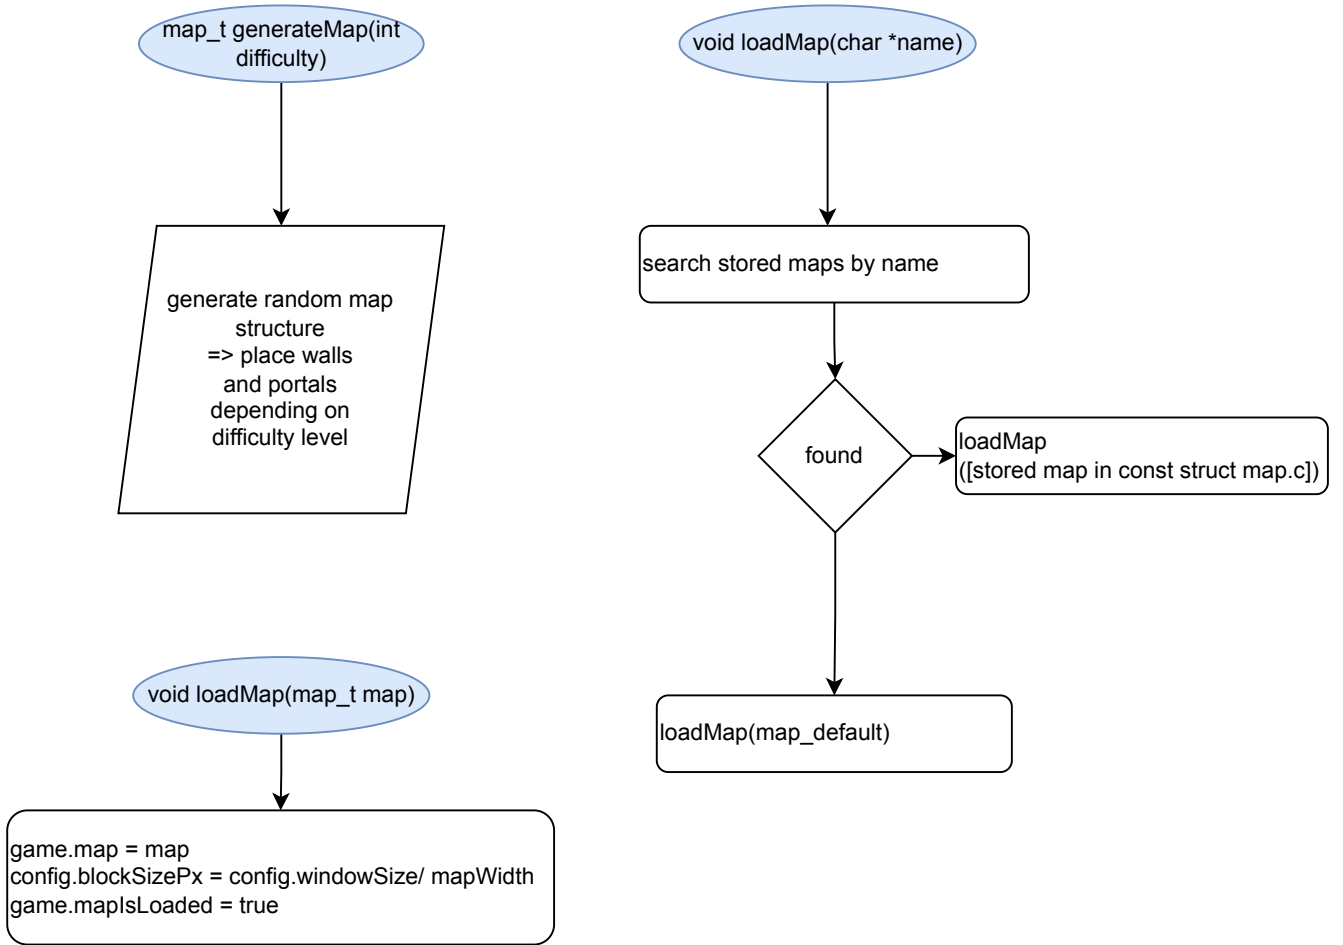 map_t generateMap(int
difficulty)
generate random map
structure
=> place walls
and portals
depending on
difficulty level
void loadMap(map_t map)
game.map = map
config.blockSizePx = config.windowSize/ mapWidth
game.mapIsLoaded = true
void loadMap(char *name)
search stored maps by name
found
loadMap
([stored map in const struct map.c])
loadMap(map_default)